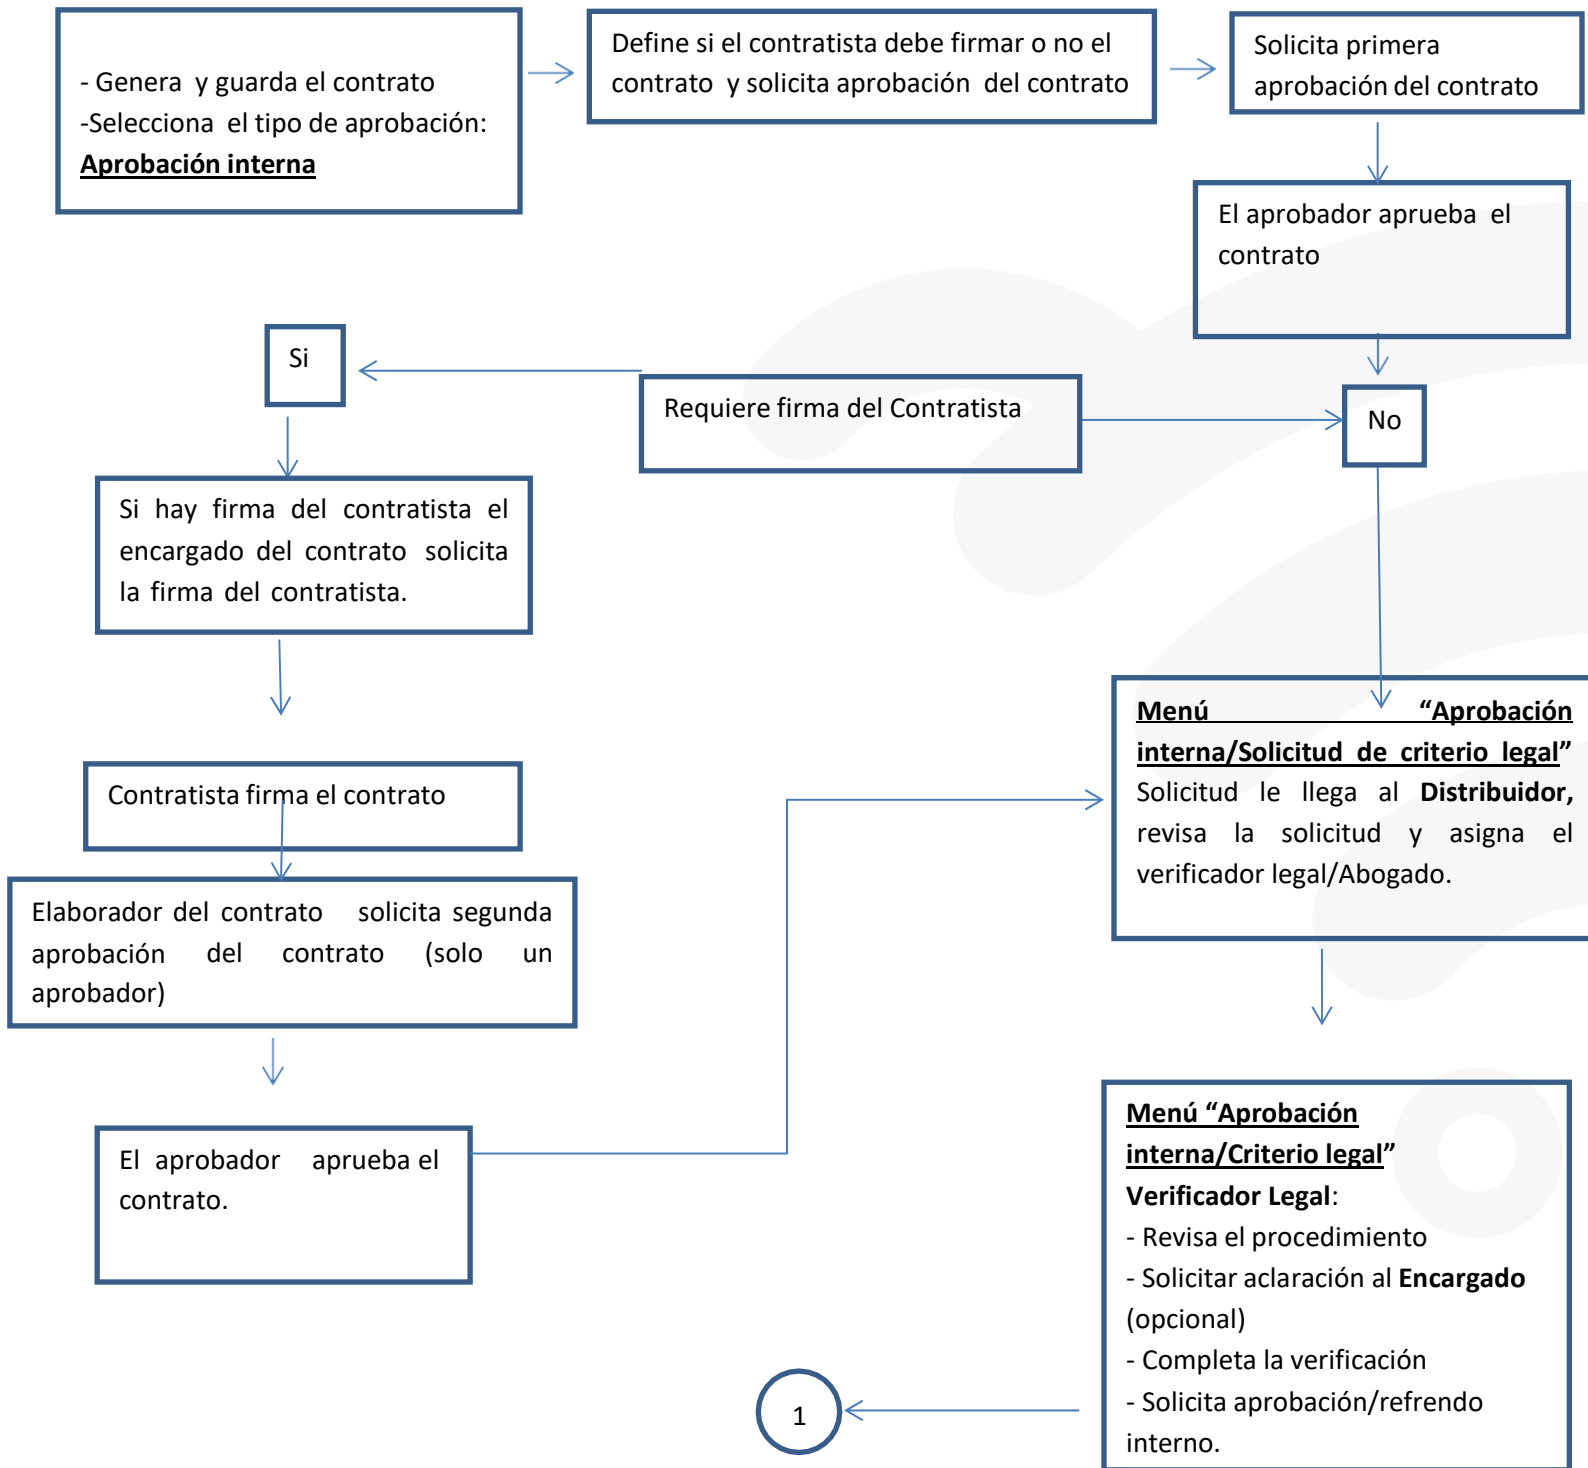 - Genera y guarda el contrato
-Selecciona el tipo de aprobación:
Aprobación interna
Define si el contratista debe firmar o no el
contrato y solicita aprobación del contrato
Solicita primera
aprobación del contrato
El aprobador aprueba el
contrato
Si
Requiere firma del Contratista
No
Si hay firma del contratista el
encargado del contrato solicita
la firma del contratista.
Contratista firma el contrato
Elaborador del contrato solicita segunda
aprobación del contrato (solo un
aprobador)
El aprobador aprueba el
contrato.
Menú “Aprobación
interna/Solicitud de criterio legal”
Solicitud le llega al Distribuidor,
revisa la solicitud y asigna el
verificador legal/Abogado.
Menú “Aprobación
interna/Criterio legal”
Verificador Legal:
- Revisa el procedimiento
- Solicitar aclaración al Encargado
(opcional)
- Completa la verificación
- Solicita aprobación/refrendo
interno.
1